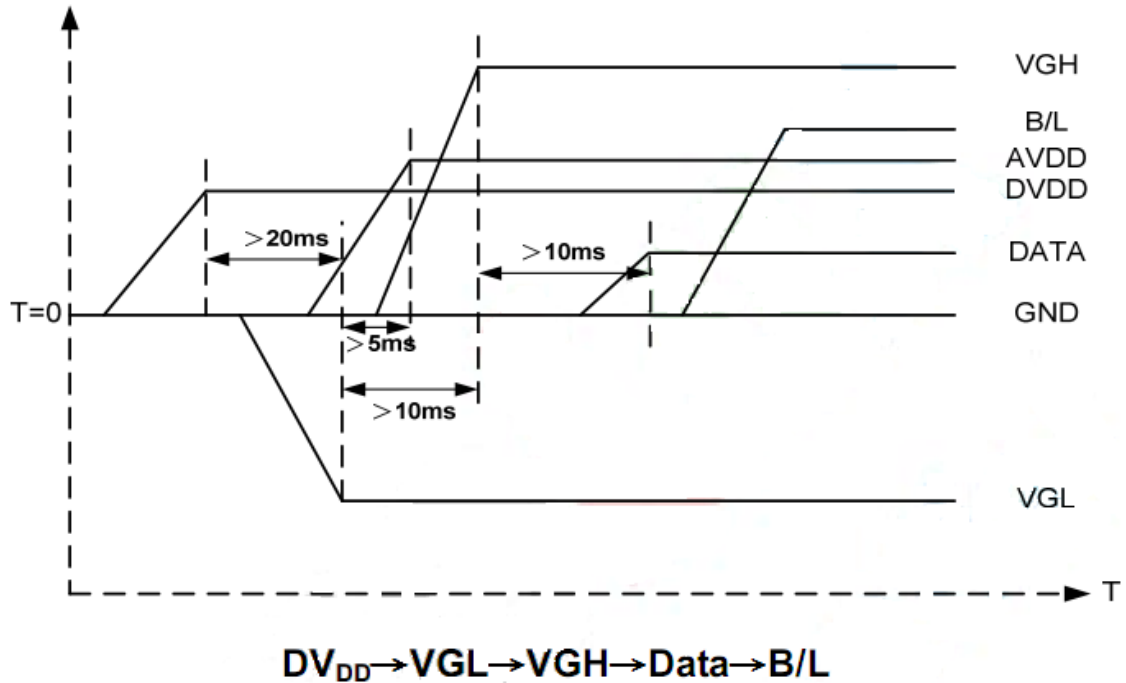 VGH
B/L
AVDD
DVDD
>20ms
>10ms
DATA
T=0
GND
>5ms
>10ms
VGL
T
DVDD→VGL→VGH→Data→B/L